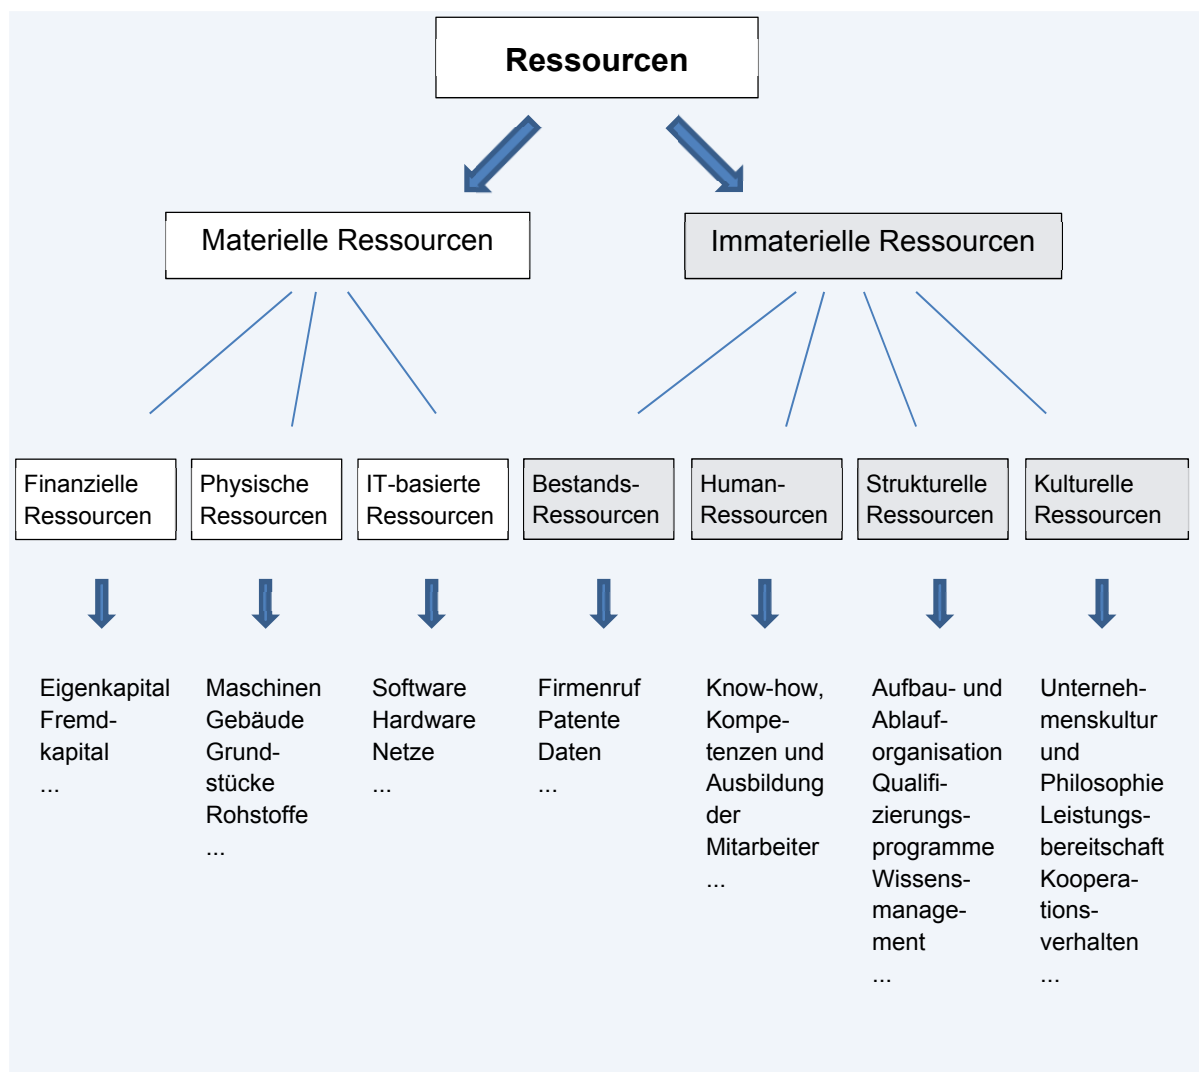 Ressourcen
Materielle Ressourcen
Immaterielle Ressourcen
Finanzielle
Ressourcen
Physische
Ressourcen
IT-basierte
Ressourcen
Bestands-
Ressourcen
Human-
Ressourcen
Strukturelle
Ressourcen
Kulturelle
Ressourcen
Eigenkapital
Fremd-
kapital
...
Maschinen
Gebäude
Grund-
stücke
Rohstoffe
...
Software
Hardware
Netze
...
Firmenruf
Patente
Daten
...
Know-how,
Kompe-
tenzen und
Ausbildung
der
Mitarbeiter
...
Aufbau- und
Ablauf-
organisation
Qualifi-
zierungs-
programme
Wissens-
manage-
ment
...
Unterneh-
menskultur
und
Philosophie
Leistungs-
bereitschaft
Koopera-
tions-
verhalten
...